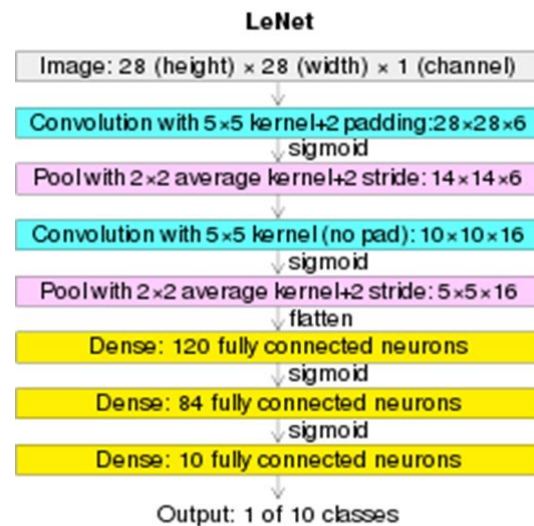 LeNet
Image: 28 (height) × 28 (width) × 1 (channel)
Convolution with 5×5 kernel+2 padding:28×28×6
sigmoid
Pool with 2×2 average kernel+2 stride: 14×14×6
Convolution with 5×5 kernel (no pad): 10×10×16
sigmoid
Pool with 2×2 average kernel+2 stride: 5×5×16
flatten
Dense: 120 fully connected neurons
sigmoid
Dense: 84 fully connected neurons
sigmoid
Dense: 10 fully connected neurons
Output: 1 of 10 classes